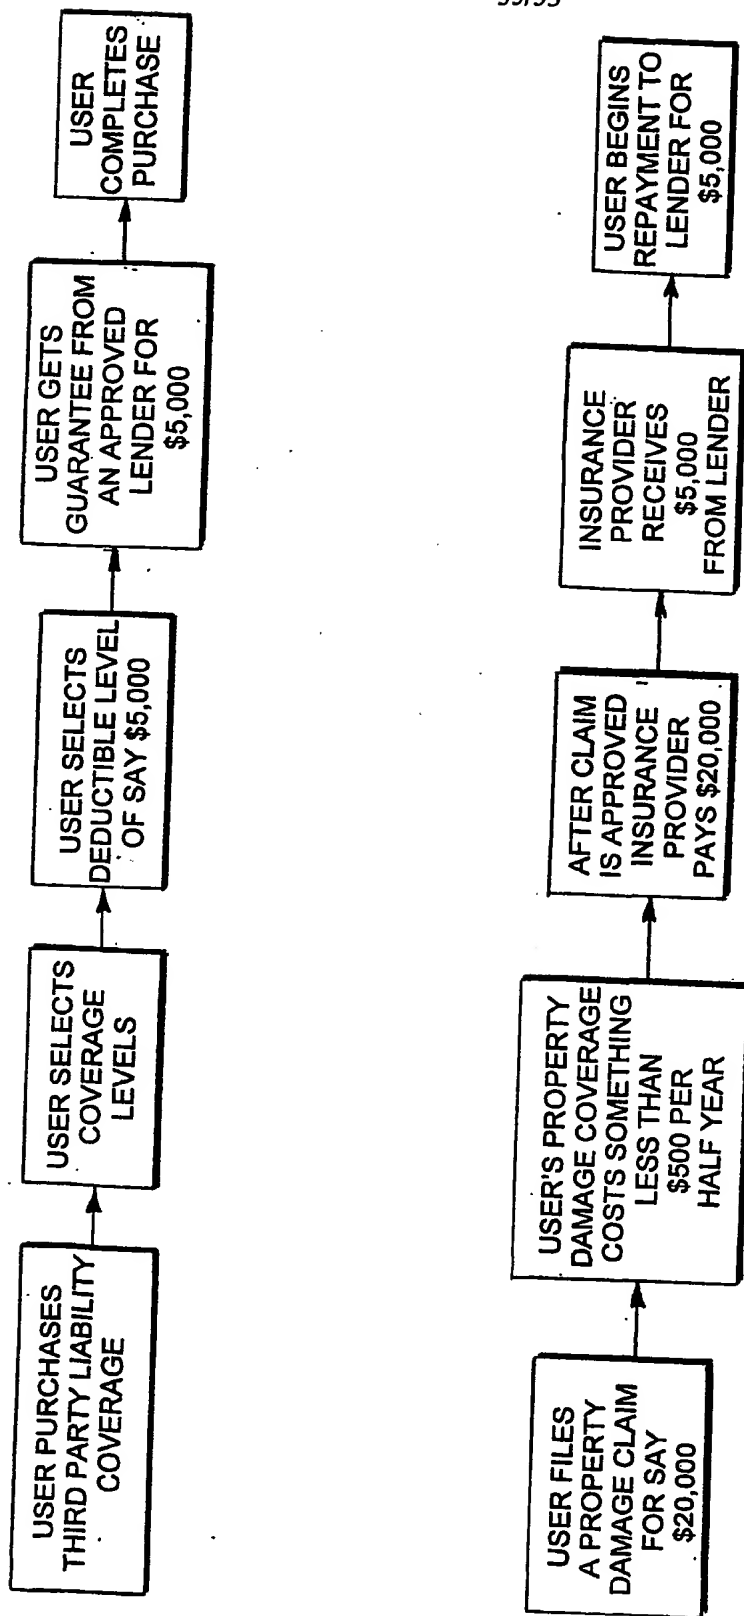 USER PURCHASES
THIRD PARTY LIABILITY
COVERAGE
USER SELECTS
COVERAGE
LEVELS
USER SELECTS
DEDUCTIBLE LEVEL
OF SAY $5,000
USER GETS
GUARANTEE FROM
AN APPROVED
LENDER FOR
$5,000
USER
COMPLETES
PURCHASE
USER FILES
A PROPERTY
DAMAGE CLAIM
FOR SAY
$20,000
USER'S PROPERTY
DAMAGE COVERAGE
COSTS SOMETHING
LESS THAN
$500 PER
HALF YEAR
AFTER CLAIM
IS APPROVED
INSURANCE
PROVIDER
PAYS $20,000
INSURANCE
PROVIDER
RECEIVES
$5,000
FROM LENDER
USER BEGINS
REPAYMENT TO
LENDER FOR
$5,000